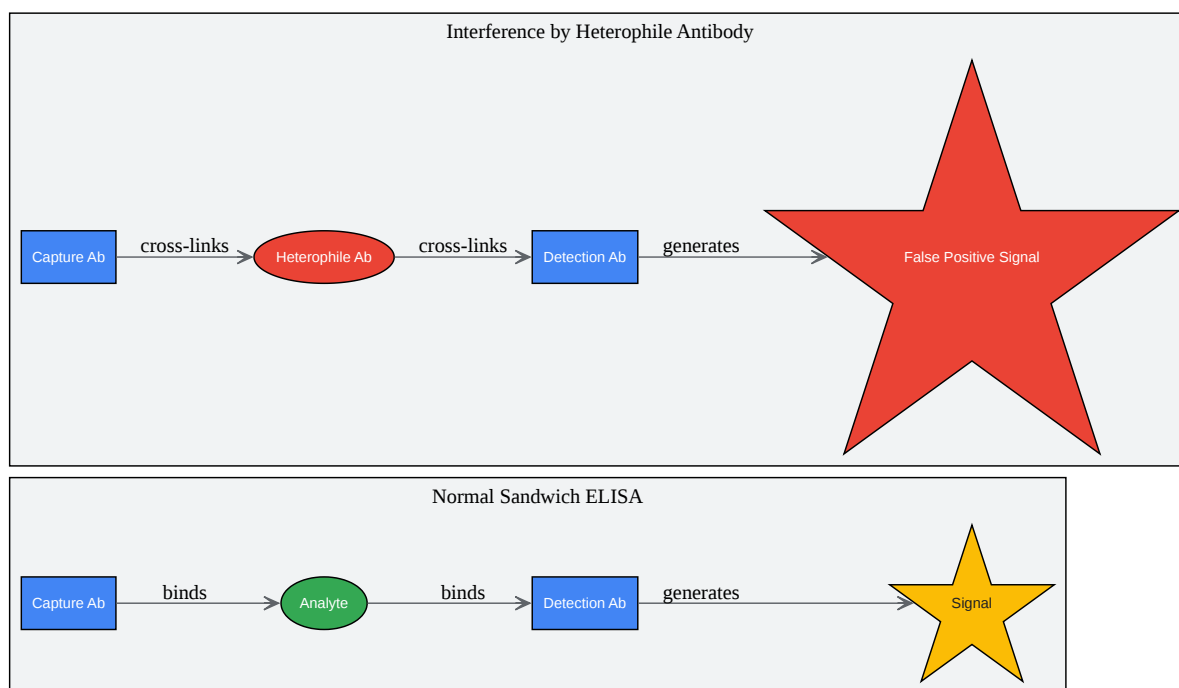 Interference by Heterophile Antibody
Capture Ab
cross-links
Heterophile Ab
cross-links
Detection Ab
generates
False Positive Signal
Normal Sandwich ELISA
Capture Ab
binds
Analyte
binds
Detection Ab
generates
Signal